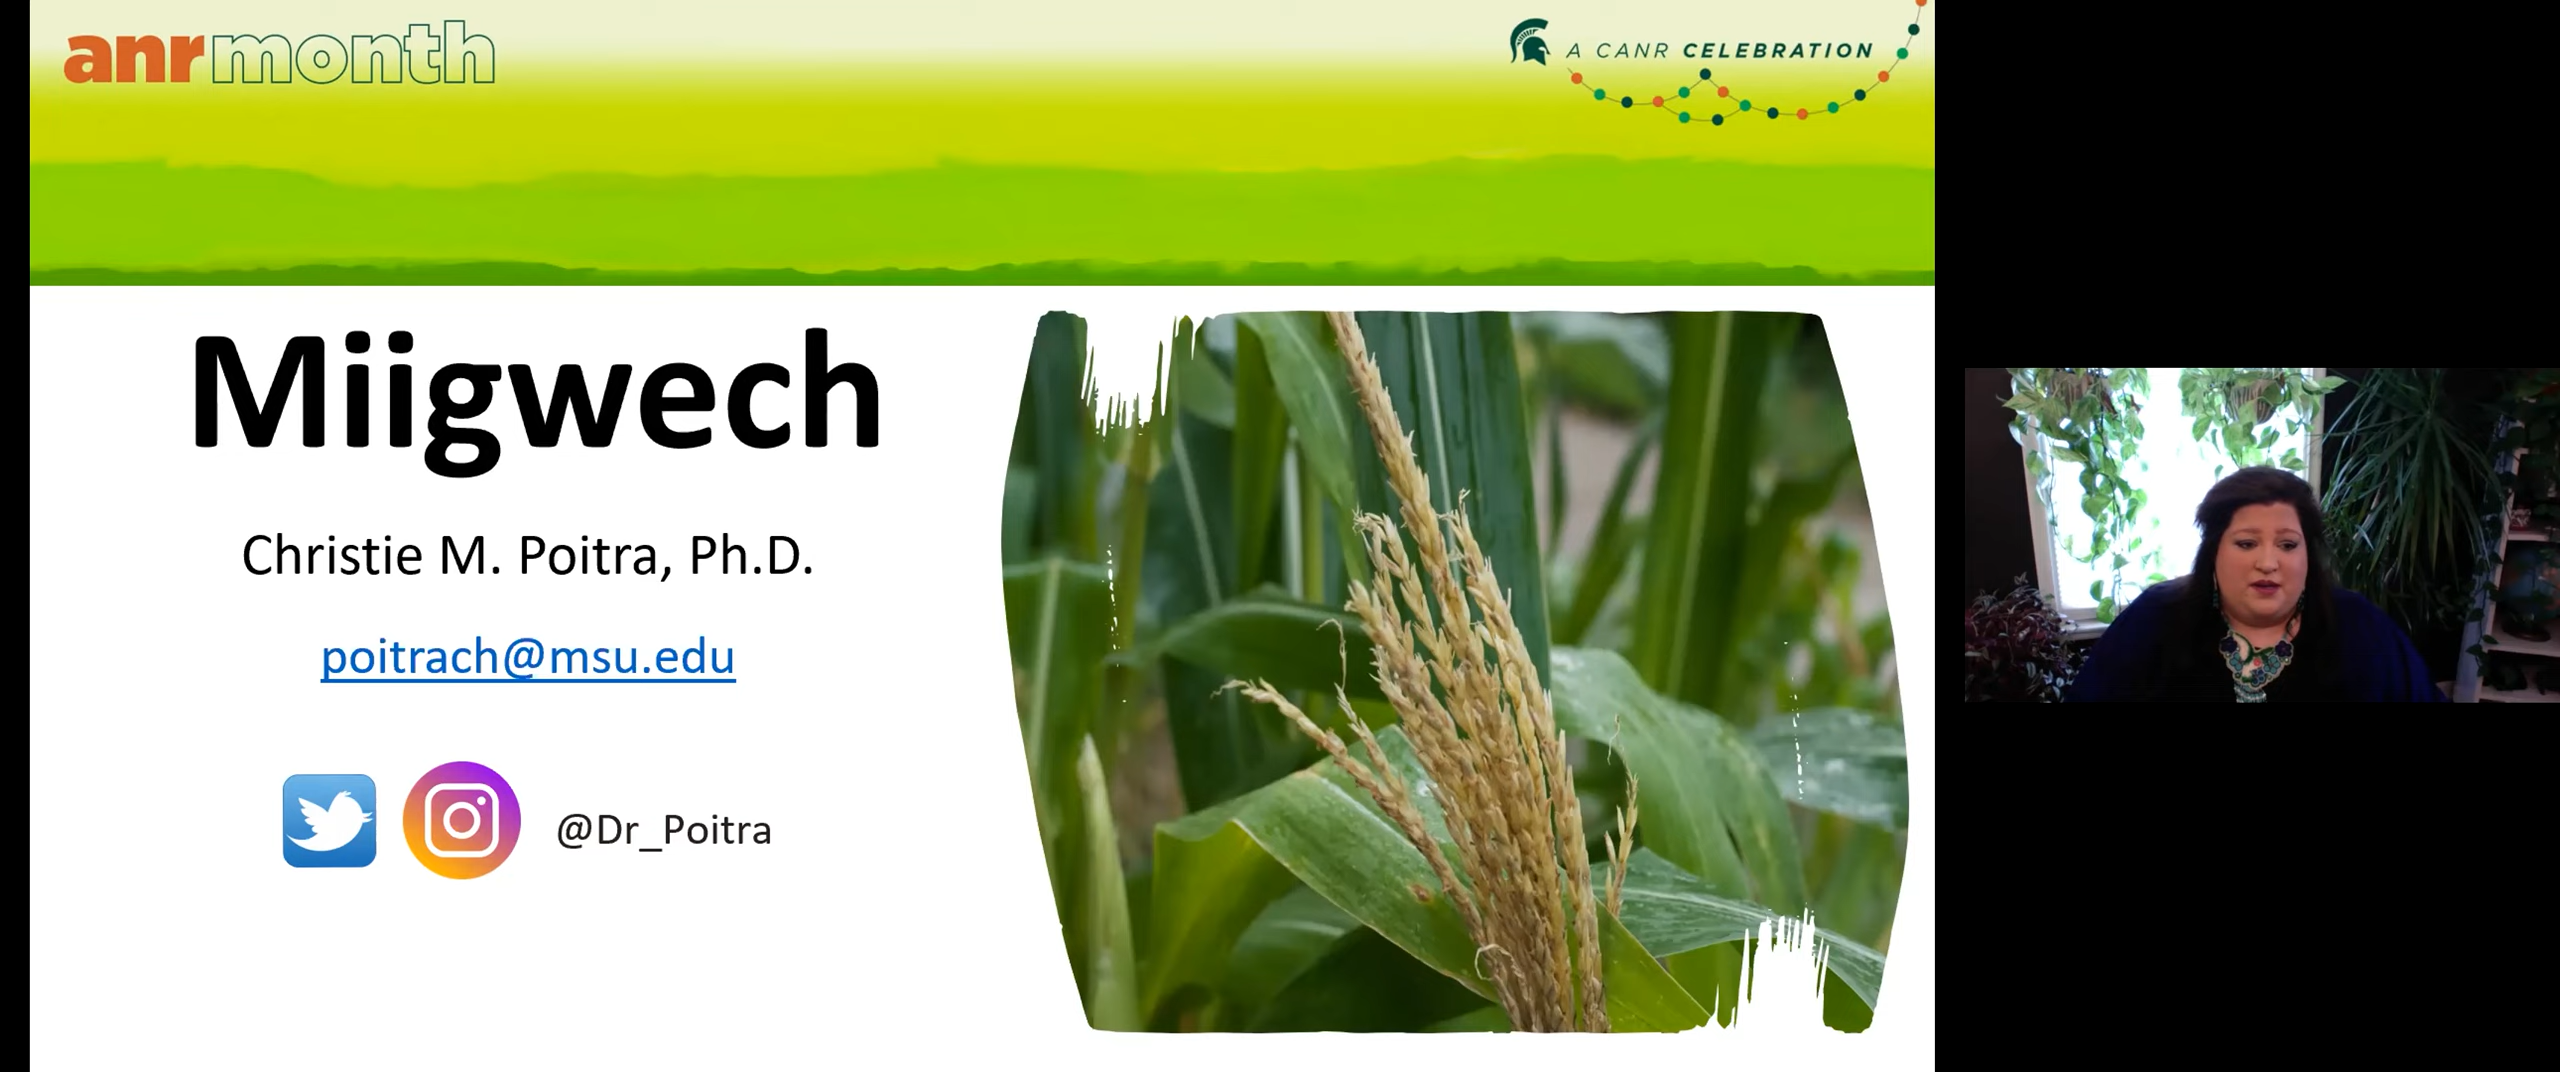 anrmonth
A CANR CELEBRATION
Miigwech
Christie M. Poitra, Ph.D.
poitrach@msu.edu
@Dr_Poitra